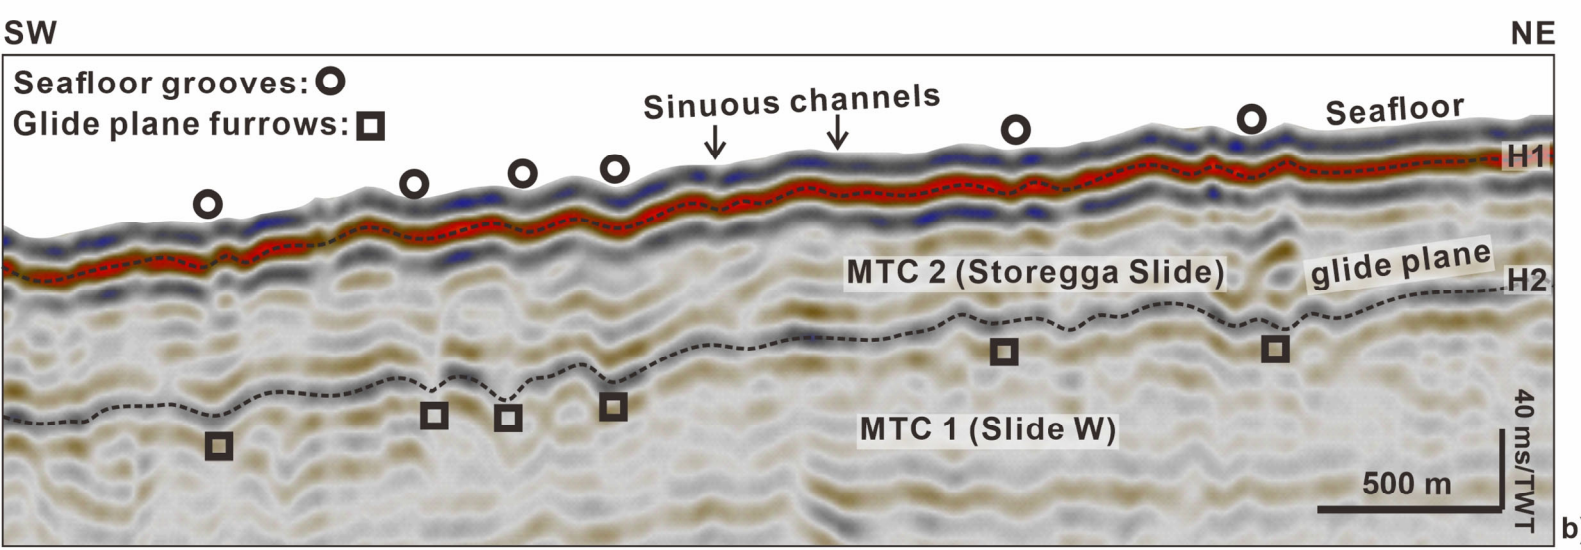 SW NE
Seafloor grooves:
Glide plane furrows:
Sinuous channels
Seafloor
H1
MTC 2 (Storegga Slide)
glide plane
H2
MTC 1 (Slide W)
40 ms/TWT
500 m
b)